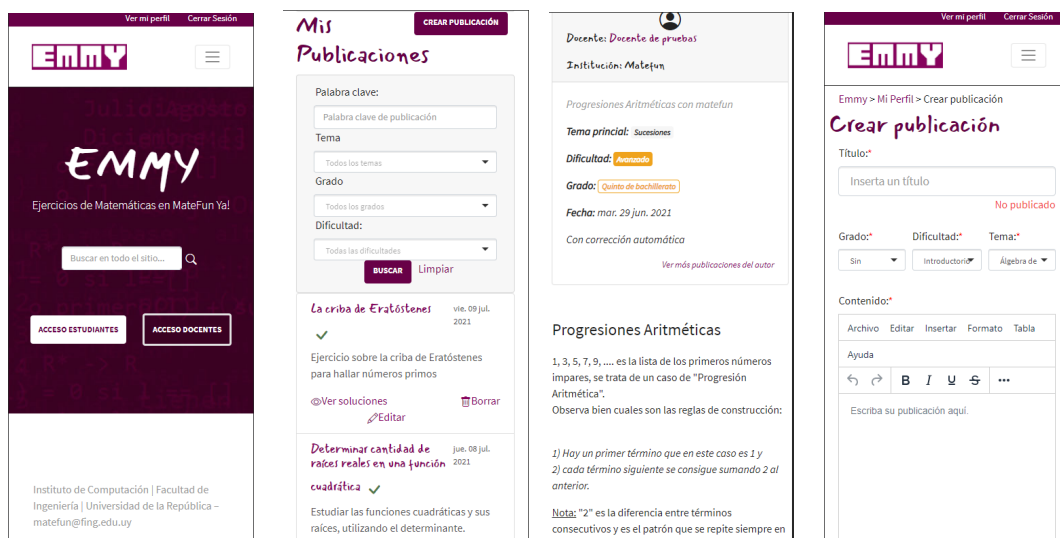 Ver mi perfil Cerrar Sesión
EMMY
EMMY
Ejercicios de Matemáticas en MateFun Ya!
Buscar en todo el sitio...
ACCESO ESTUDIANTES ACCESO DOCENTES
Instituto de Computación | Facultad de
Ingeniería | Universidad de la República –
matefun@fing.edu.uy
Mis
Publicaciones
CREAR PUBLICACIÓN
Palabra clave:
Palabra clave de publicación
Tema
Todos los temas
Grado
Todos los grados
Dificultad:
Todas las dificultades
BUSCAR Limpiar
La criba de Eratóstenes
vie. 09 jul.
2021
Ejercicio sobre la criba de Eratóstenes
para hallar números primos
Ver soluciones Borrar
Editar
Determinar cantidad de
raíces reales en una función
cuadrática
jue. 08 jul.
2021
Estudiar las funciones cuadráticas y sus
raíces, utilizando el determinante.
Docente: Docente de pruebas
Institución: Matefun
Progresiones Aritméticas con matefun
Tema princial: Sucesiones
Dificultad: Avanzado
Grado: Quinto de bachillerato
Fecha: mar. 29 jun. 2021
Con corrección automática
Ver más publicaciones del autor
Progresiones Aritméticas
1, 3, 5, 7, 9, .... es la lista de los primeros números
impares, se trata de un caso de "Progresión
Aritmética".
Observa bien cuales son las reglas de construcción:
1) Hay un primer término que en este caso es 1 y
2) cada término siguiente se consigue sumando 2 al
anterior.
Nota: "2" es la diferencia entre términos
consecutivos y es el patrón que se repite siempre en
Ver mi perfil Cerrar Sesión
EMMY
Emmy > Mi Perfil > Crear publicación
Crear publicación
Título:*
Inserta un título
No publicado
Grado:* Dificultad:* Tema:*
Sin Introductorio Álgebra de
Contenido:*
Archivo Editar Insertar Formato Tabla
Ayuda
B I U S ...
Escriba su publicación aquí.